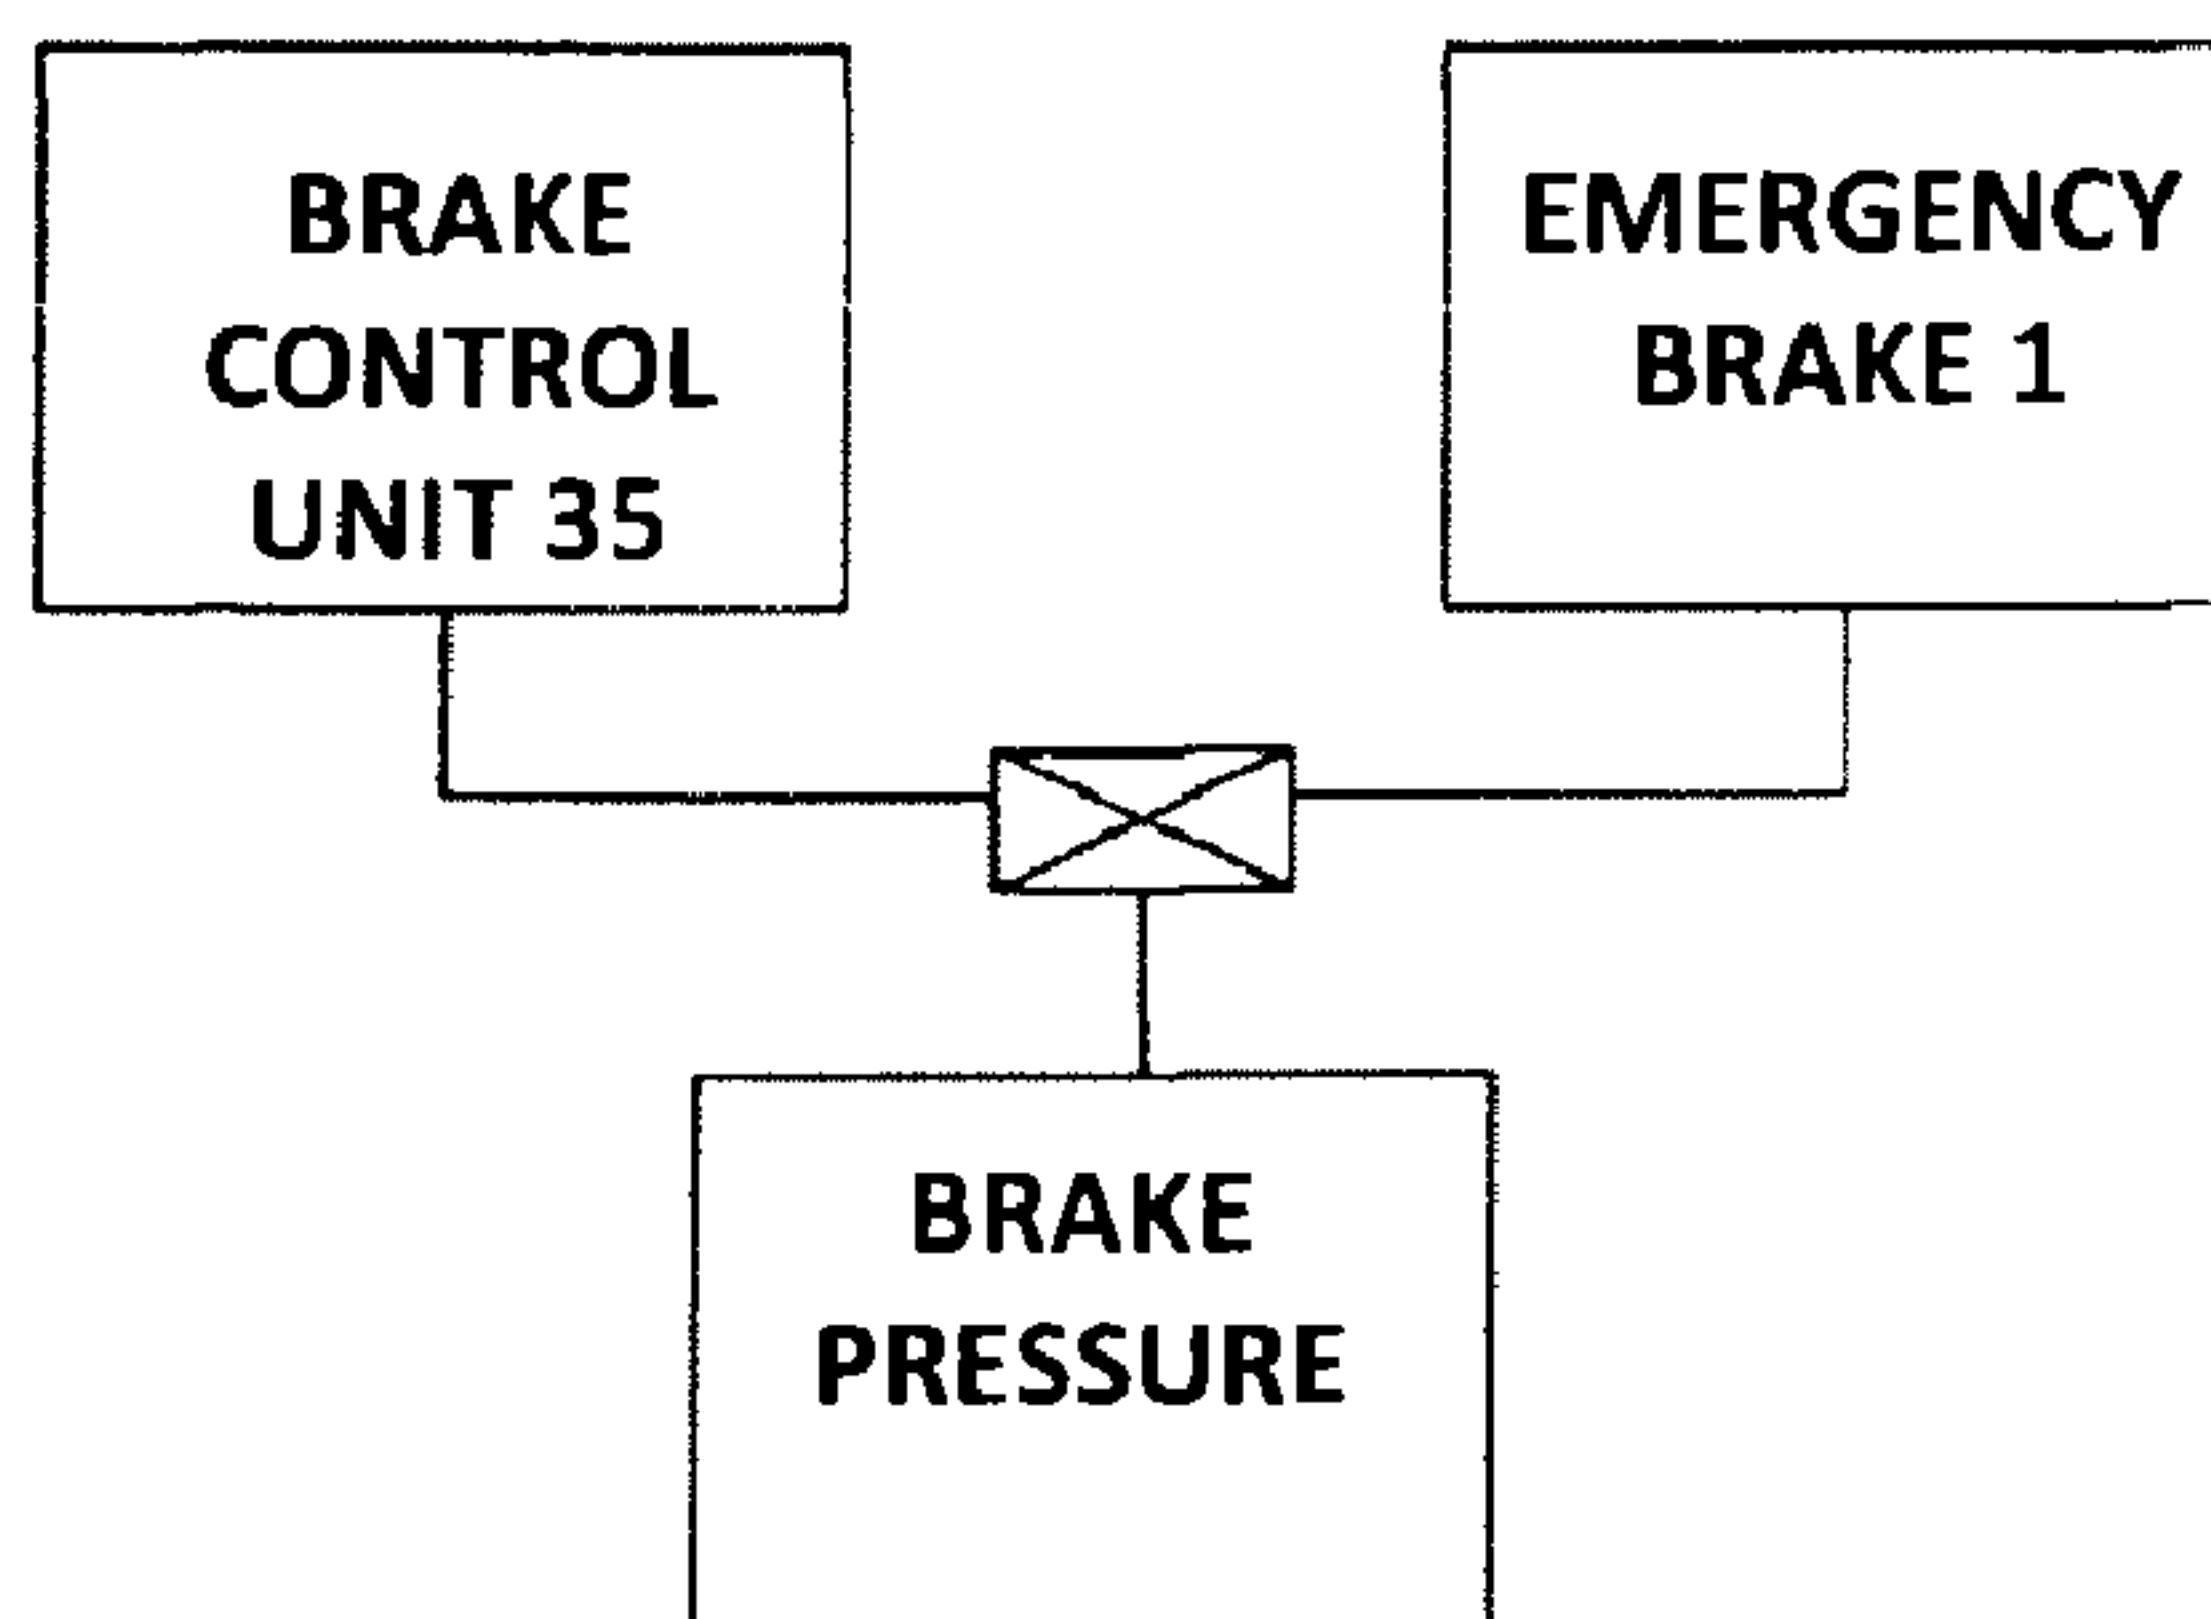 BRAKE
CONTROL
UNIT 35
EMERGENCY
BRAKE 1
BRAKE
PRESSURE